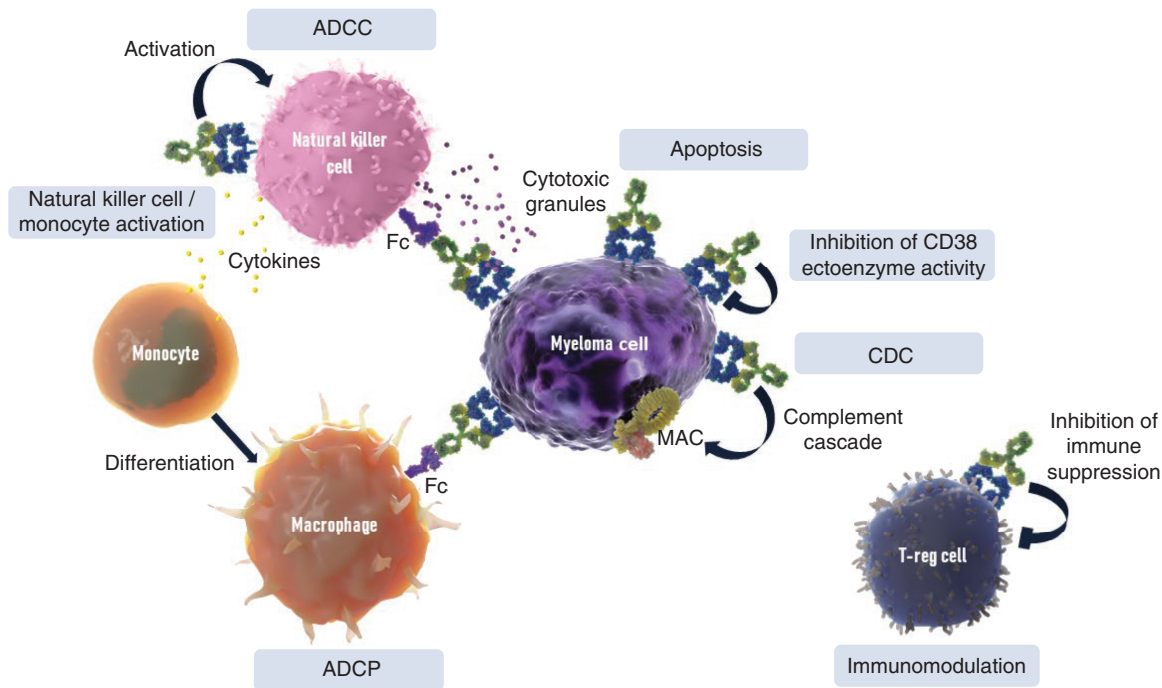 ADCC
Activation
Natural killer
cell
Apoptosis
Cytotoxic
granules
Natural killer cell /
monocyte activation
Fc
Inhibition of CD38
ectoenzyme activity
Cytokines
Myeloma cell
Monocyte
CDC
MAC
Complement
cascade
Inhibition of
immune
suppression
Differentiation
Fc
Macrophage
T-reg cell
ADCP
Immunomodulation